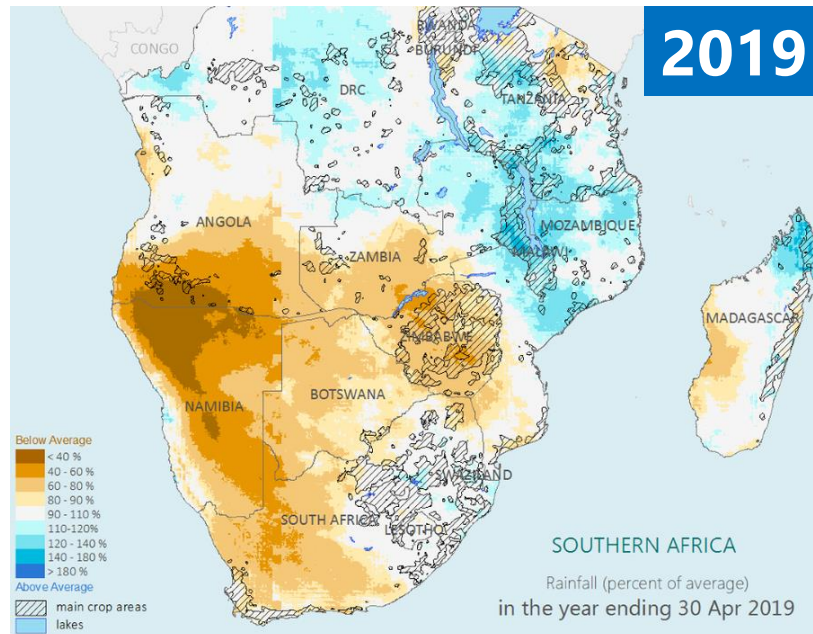 2019
RWANDA
BURUNDI
CONGO
DRC
TANZANIA
ANGOLA
MOZAMBIQUE
MALAWI
ZAMBIA
MADAGASCAR
ZIMBABWE
BOTSWANA
NAMIBIA
SWAZILAND
SOUTH AFRICA
LESOTHO
Below Average
< 40 %
40 - 60 %
60 - 80 %
80 - 90 %
90 - 110 %
110-120%
120 - 140 %
140 - 180 %
> 180 %
Above Average
main crop areas
lakes
SOUTHERN AFRICA
Rainfall (percent of average)
in the year ending 30 Apr 2019